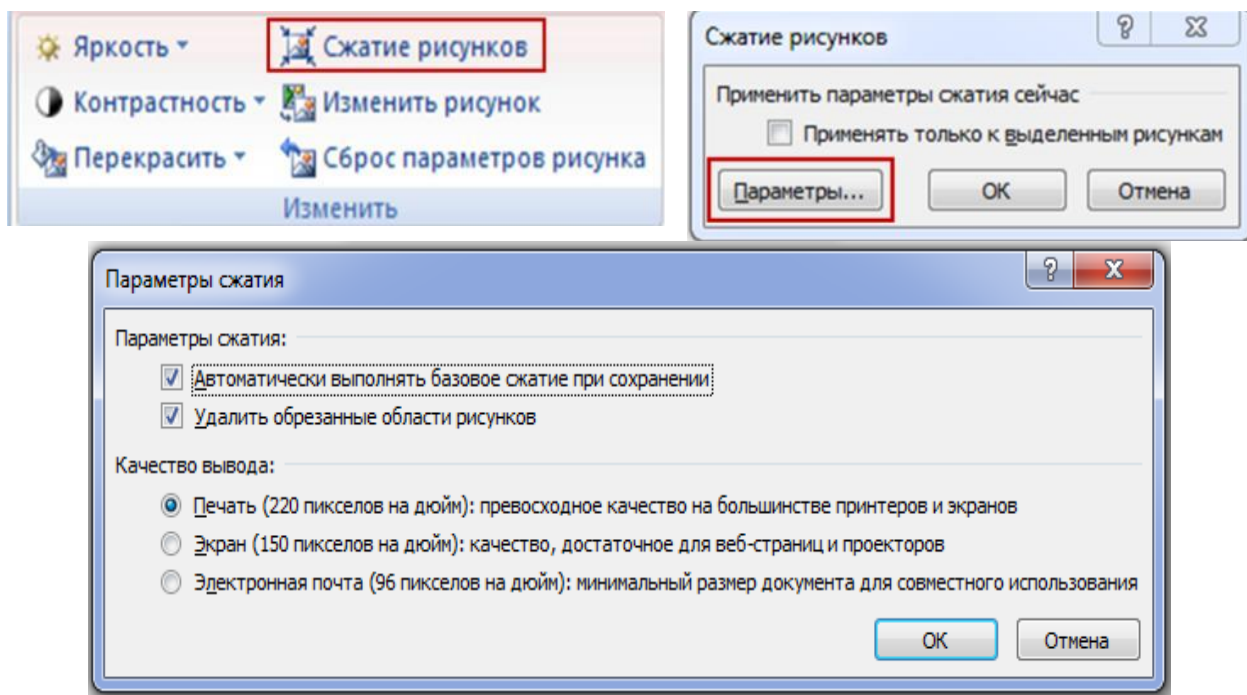 Яркость
Сжатие рисунков
Контрастность
Изменить рисунок
Перекрасить
Сброс параметров рисунка
Изменить
Сжатие рисунков
Применить параметры сжатия сейчас
Применять только к выделенным рисункам
Параметры...
ОК
Отмена
Параметры сжатия
Параметры сжатия:
Автоматически выполнять базовое сжатие при сохранении
Удалить обрезанные области рисунков
Качество вывода:
Печать (220 пикселов на дюйм): превосходное качество на большинстве принтеров и экранов
Экран (150 пикселов на дюйм): качество, достаточное для веб-страниц и проекторов
Электронная почта (96 пикселов на дюйм): минимальный размер документа для совместного использования
ОК
Отмена